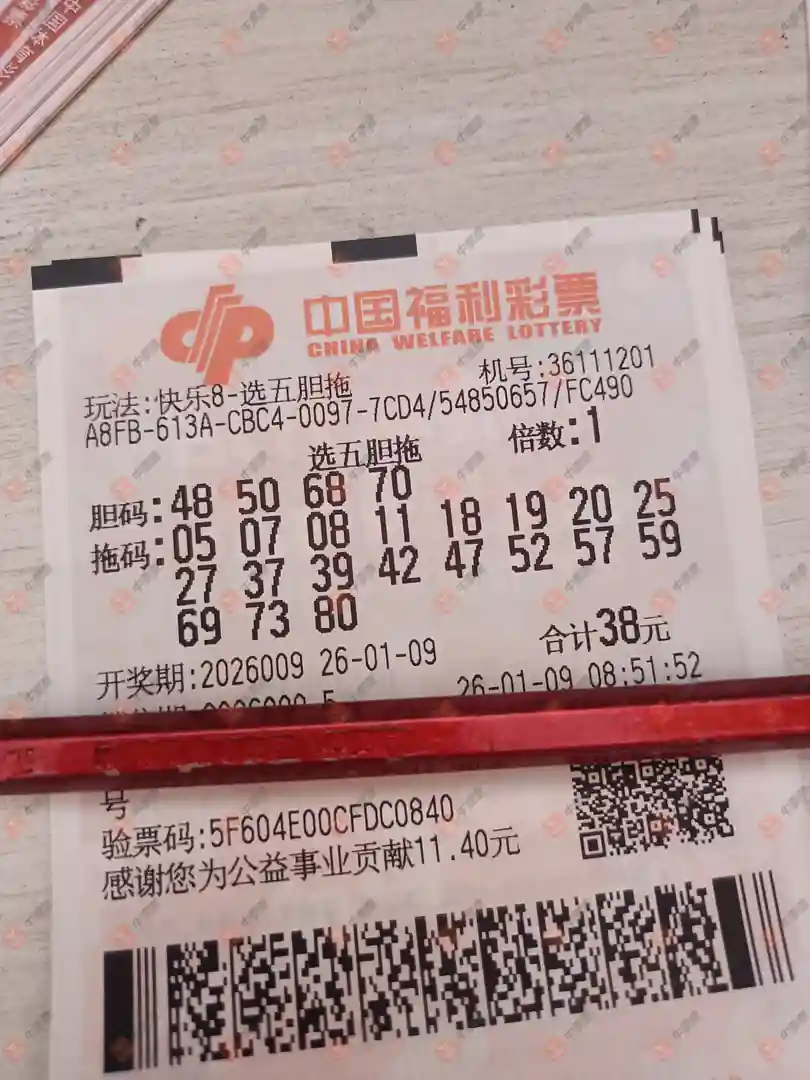 中国福利彩票
CHINA WELFARE LOTTERY
机号:36111201
玩法:快乐8-选五胆拖
A8FB-613A-CBC4-0097-7CD4/54850657/FC490
选五胆拖 倍数:1
胆码:48 50 68 70
拖码:05 07 08 11 18 19 20 25
27 37 39 42 47 52 57 59
69 73 80
合计38元
开奖期:2026009 26-01-09
26-01-09 08:51:52
号
验票码:5F604E00CFDC0840
感谢您为公益事业贡献11.40元